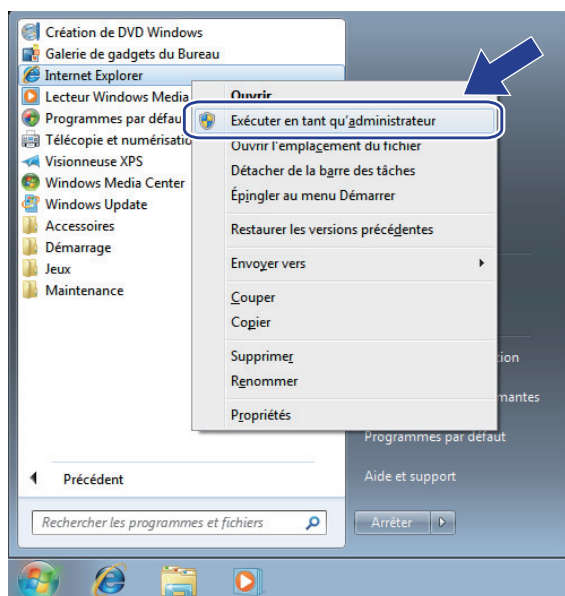 Création de DVD Windows
Galerie de gadgets du Bureau
Internet Explorer
Lecteur Windows Media
Programmes par défau
Télécopie et numérisatio
Visionneuse XPS
Windows Media Center
Windows Update
Accessoires
Démarrage
Jeux
Maintenance
Précédent
Rechercher les programmes et fichiers
Ouvrir
Exécuter en tant qu'administrateur
Ouvrir l'emplacement du fichier
Détacher de la barre des tâches
Épingler au menu Démarrer
Restaurer les versions précédentes
Envoyer vers
Couper
Copier
Supprimer
Renommer
Propriétés
tion
mantes
Programmes par défaut
Aide et support
Arrêter